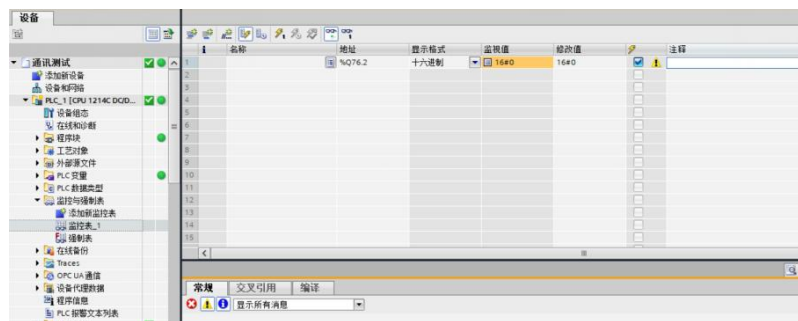 设备
i 名称 地址 显示格式 监视值 修改值 注释
1 %Q76.2 十六进制 16#0 16#0
2
3
4
5
6
7
8
9
10
11
12
13
14
15
通讯测试
添加新设备
设备和网络
PLC_1 [CPU 1214C DC/D...
设备组态
在线和诊断
程序块
工艺对象
外部源文件
PLC 变量
PLC 数据类型
监控与强制表
添加新监控表
监控表_1
强制表
在线备份
Traces
OPC UA 通信
设备代理数据
程序信息
PLC 报警文本列表
常规 交叉引用 编译
显示所有消息